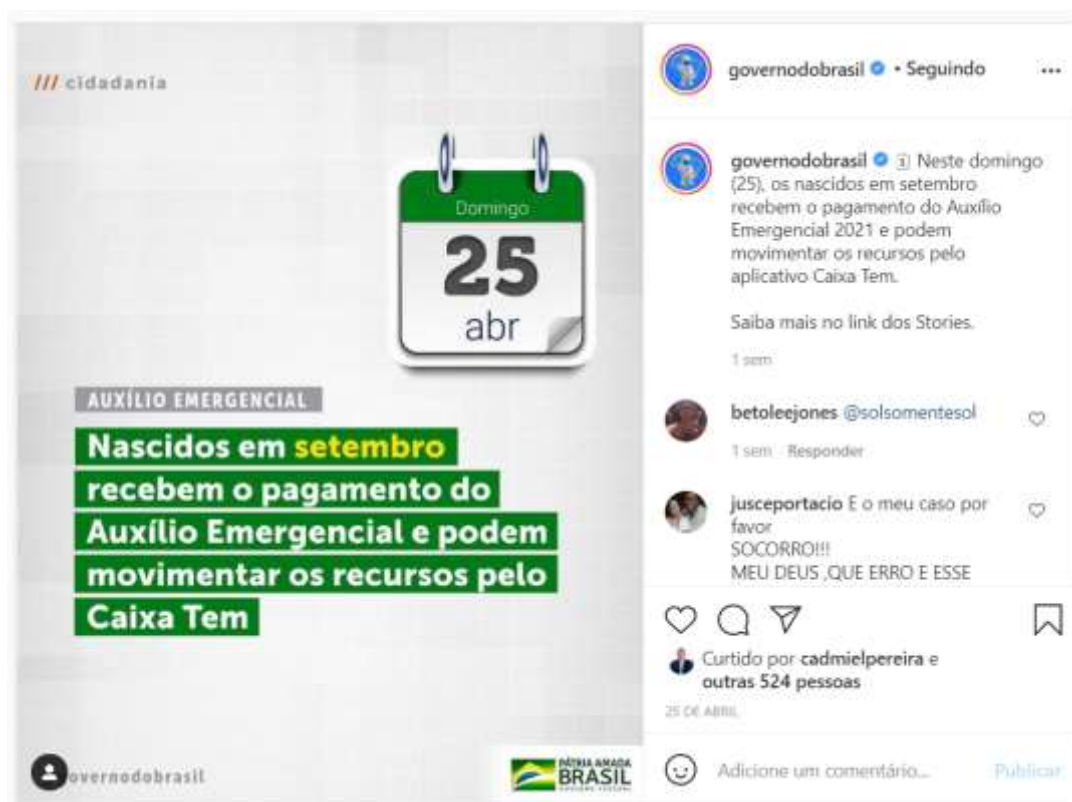 /// cidadania
Domingo
25
abr
AUXÍLIO EMERGENCIAL
Nascidos em setembro
recebem o pagamento do
Auxílio Emergencial e podem
movimentar os recursos pelo
Caixa Tem
overnodobrasil
PÁTRIA AMADA
BRASIL
GOVERNO FEDERAL
governodobrasil • Seguindo
governodobrasil 1 Neste domingo
(25), os nascidos em setembro
recebem o pagamento do Auxílio
Emergencial 2021 e podem
movimentar os recursos pelo
aplicativo Caixa Tem.
Saiba mais no link dos Stories.
1 sem
betoleejones @solsomentesol
1 sem Responder
jusceportacio E o meu caso por
favor
SOCORRO!!!
MEU DEUS ,QUE ERRO E ESSE
Curtido por cadmielpereira e
outras 524 pessoas
25 DE ABRIL
Adicione um comentário... Publicar